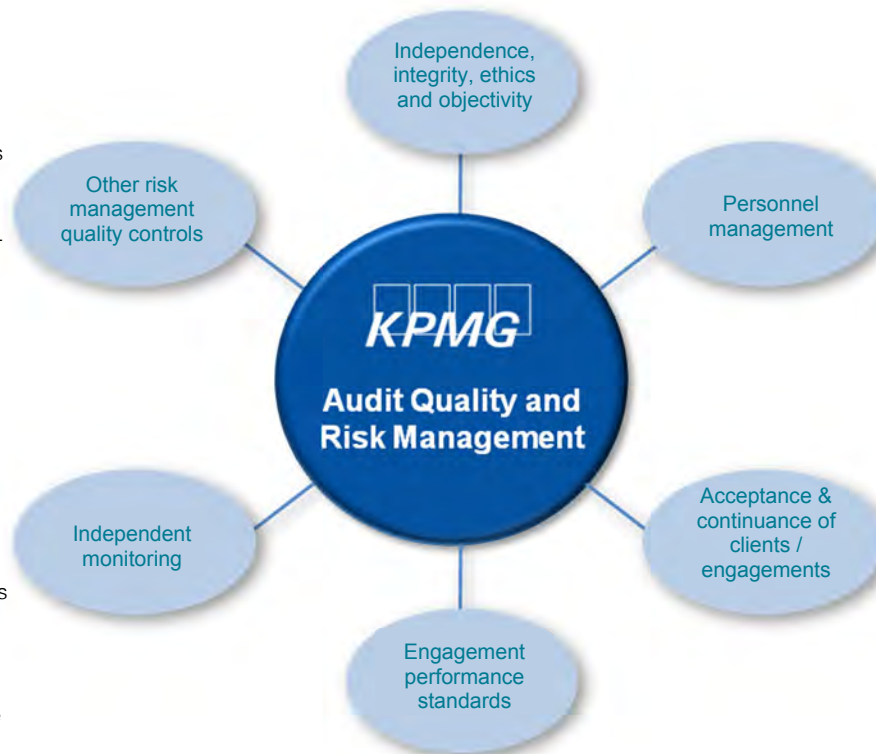 Independence,
integrity, ethics
and objectivity
Other risk
management
quality controls
Personnel
management
KPMG
Audit Quality and
Risk Management
Independent
monitoring
Acceptance &
continuance of
clients /
engagements
Engagement
performance
standards